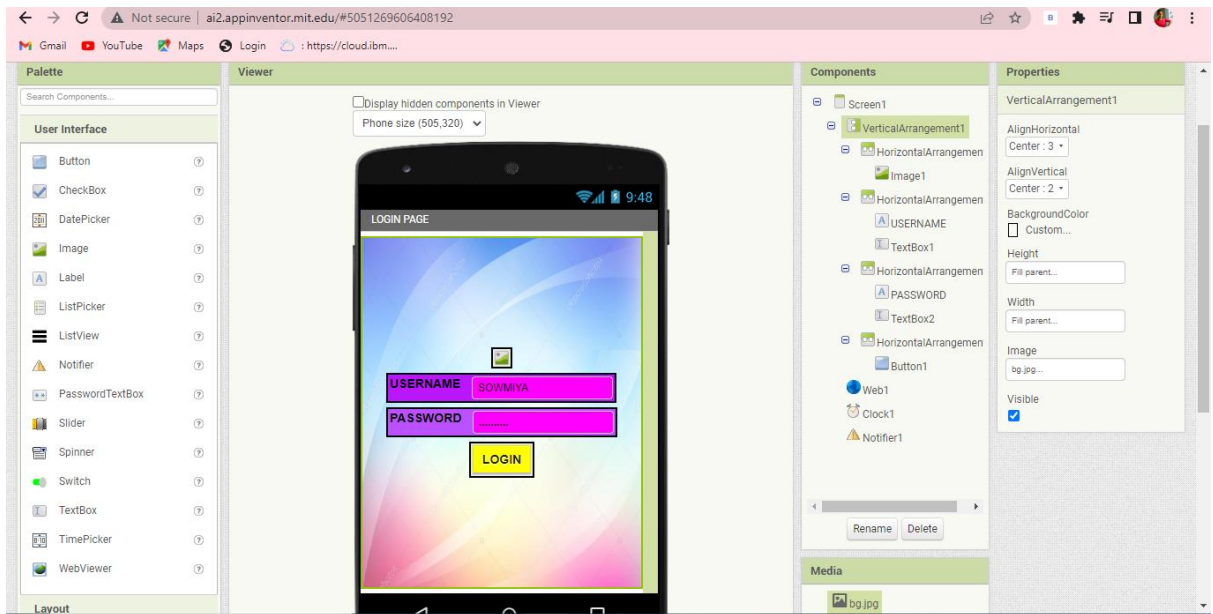 Not secure | ai2.appinventor.mit.edu/#5051269606408192
Gmail YouTube Maps Login : https://cloud.ibm....
Palette
Search Components...
User Interface
Button
CheckBox
DatePicker
Image
Label
ListPicker
ListView
Notifier
PasswordTextBox
Slider
Spinner
Switch
TextBox
TimePicker
WebViewer
Layout
Viewer
Display hidden components in Viewer
Phone size (505,320)
9:48
LOGIN PAGE
USERNAME SOWMIYA
PASSWORD ..........
LOGIN
Components
Screen1
VerticalArrangement1
HorizontalArrangemen
Image1
HorizontalArrangemen
USERNAME
TextBox1
HorizontalArrangemen
PASSWORD
TextBox2
HorizontalArrangemen
Button1
Web1
Clock1
Notifier1
Rename Delete
Media
bg.jpg
Properties
VerticalArrangement1
AlignHorizontal
Center : 3
AlignVertical
Center : 2
BackgroundColor
Custom...
Height
Fill parent...
Width
Fill parent...
Image
bg.jpg...
Visible